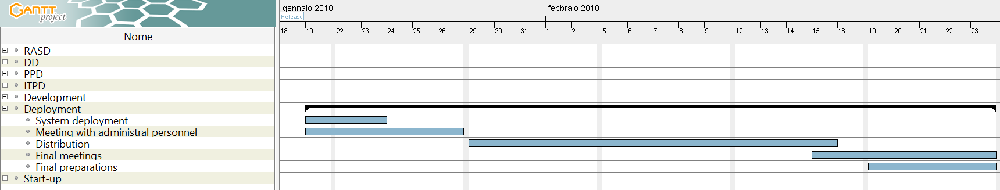 GANTT
project
gennaio 2018
febbraio 2018
Release
18 19 22 23 24 25 26 29 30 31 1 2 5 6 7 8 9 12 13 14 15 16 19 20 21 22 23
Nome
RASD
DD
PPD
ITPD
Development
Deployment
System deployment
Meeting with administral personnel
Distribution
Final meetings
Final preparations
Start-up